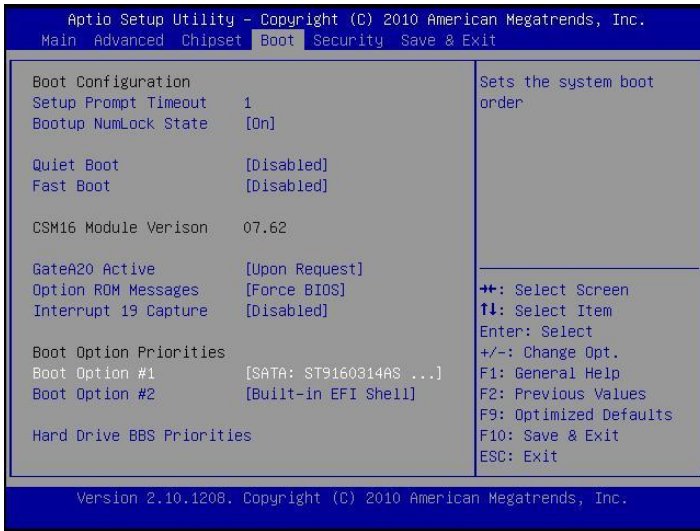 Aptio Setup Utility – Copyright (C) 2010 American Megatrends, Inc.
Main Advanced Chipset Boot Security Save & Exit
Boot Configuration
Setup Prompt Timeout 1
Bootup NumLock State [On]
Quiet Boot [Disabled]
Fast Boot [Disabled]
CSM16 Module Verison 07.62
GateA20 Active [Upon Request]
Option ROM Messages [Force BIOS]
Interrupt 19 Capture [Disabled]
Boot Option Priorities
Boot Option #1 [SATA: ST9160314AS ...]
Boot Option #2 [Built-in EFI Shell]
Hard Drive BBS Priorities
Sets the system boot
order
→←: Select Screen
↑↓: Select Item
Enter: Select
+/-: Change Opt.
F1: General Help
F2: Previous Values
F9: Optimized Defaults
F10: Save & Exit
ESC: Exit
Version 2.10.1208. Copyright (C) 2010 American Megatrends, Inc.